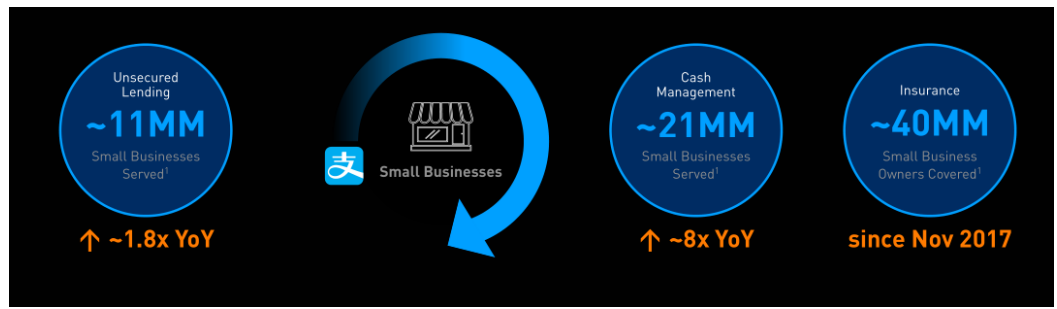 Unsecured
Lending
~11MM
Small Businesses
Served¹
↑ ~1.8x YoY
支
Small Businesses
Cash
Management
~21MM
Small Businesses
Served¹
↑ ~8x YoY
Insurance
~40MM
Small Business
Owners Covered¹
since Nov 2017